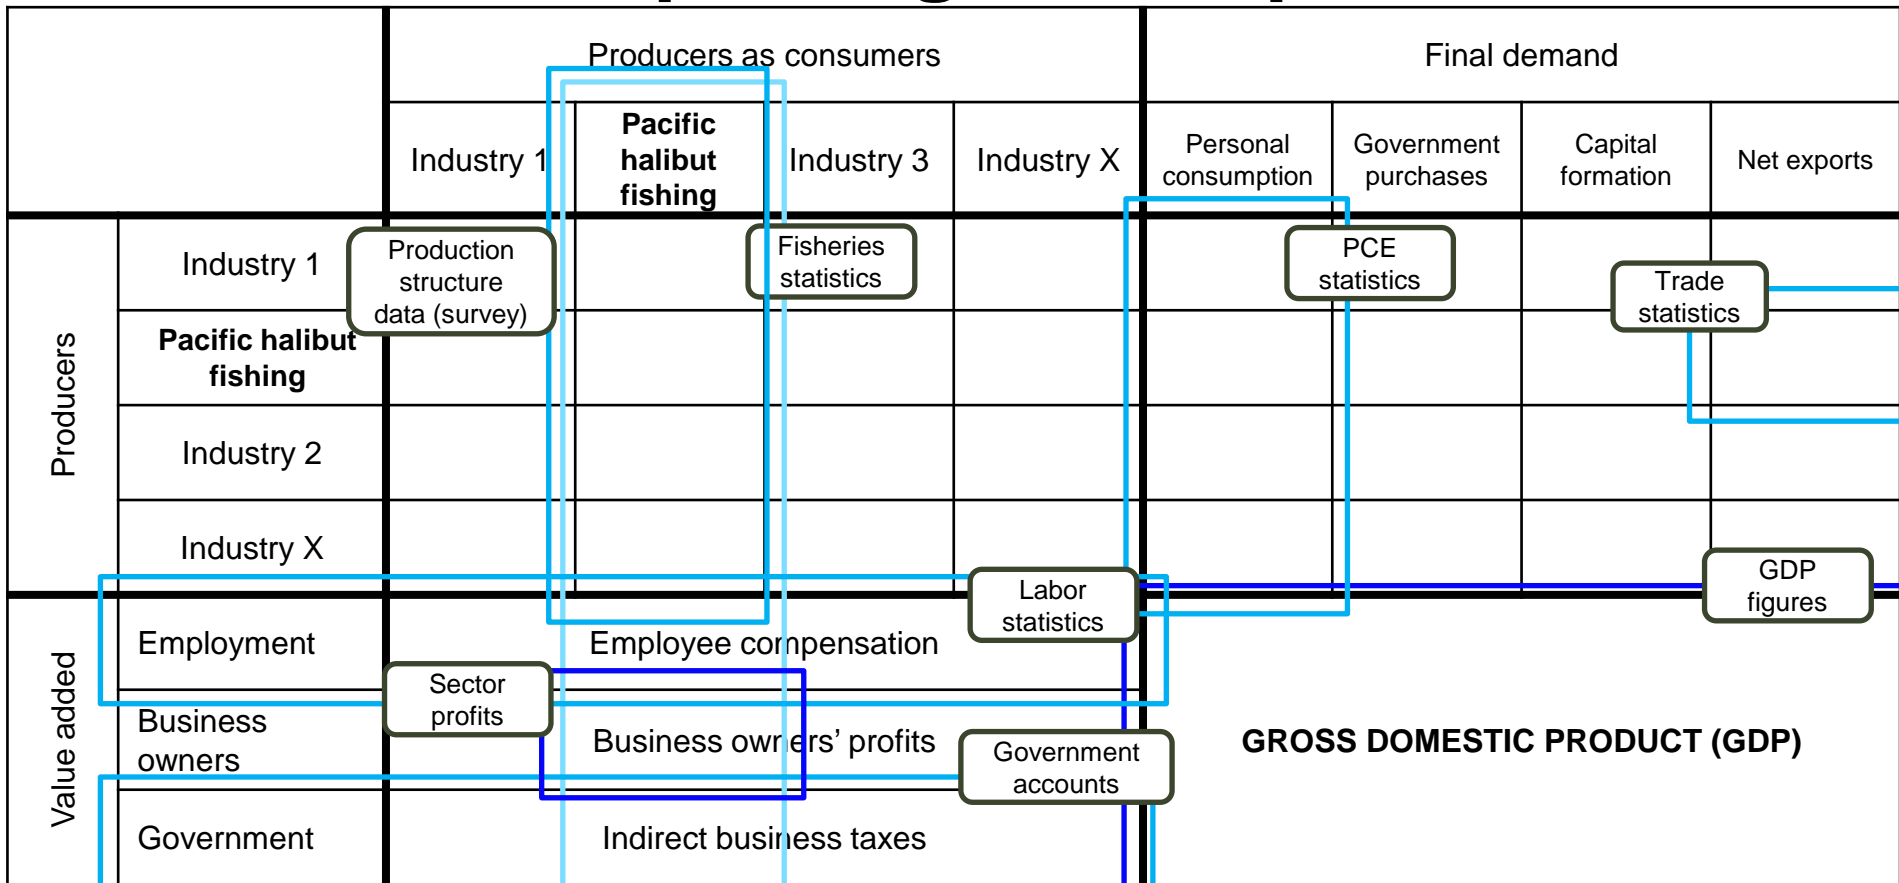 Producers as consumers
Final demand
Industry 1
Pacific
halibut
fishing
Industry 3
Industry X
Personal
consumption
Government
purchases
Capital
formation
Net exports
Producers
Industry 1
Production
structure
data (survey)
Fisheries
statistics
PCE
statistics
Trade
statistics
Pacific halibut
fishing
Industry 2
Industry X
Labor
statistics
GDP
figures
Value added
Employment
Employee compensation
Sector
profits
Business
owners
Business owners’ profits
Government
accounts
GROSS DOMESTIC PRODUCT (GDP)
Government
Indirect business taxes